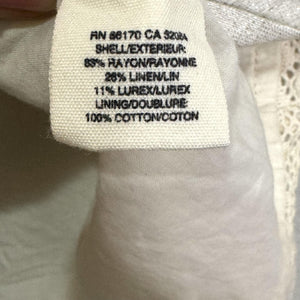 RN 86170 CA 32084
SHELL/EXTERIEUR:
63% RAYON/RAYONNE
26% LINEN/LIN
11% LUREX/LUREX
LINING/DOUBLURE:
100% COTTON/COTON